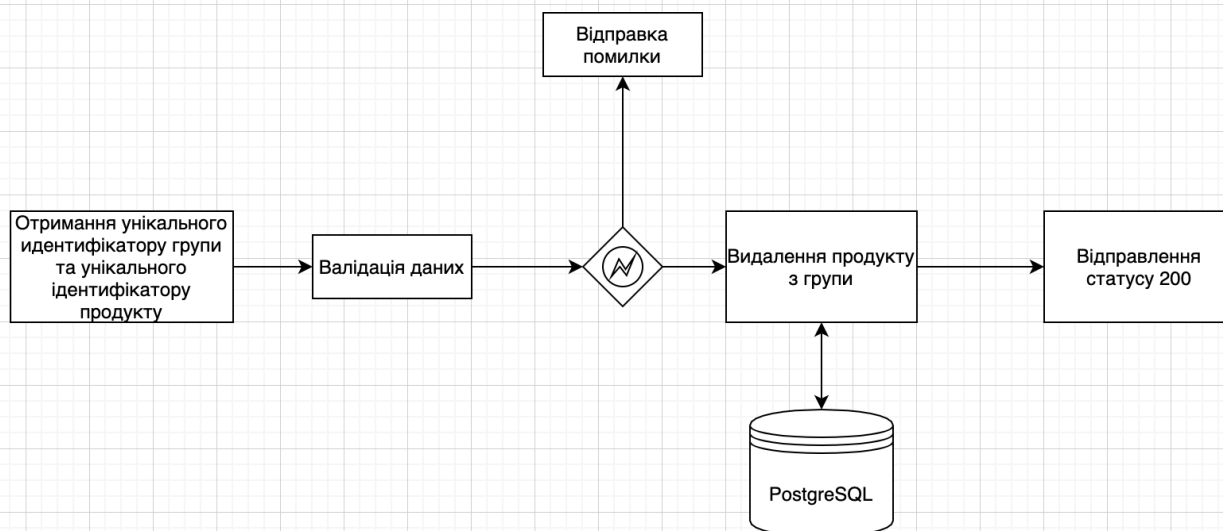 Відправка
помилки
Отримання унікального
идентифікатору групи
та унікального
ідентифікатору
продукту
Валідація даних
Видалення продукту
з групи
Відправлення
статусу 200
PostgreSQL